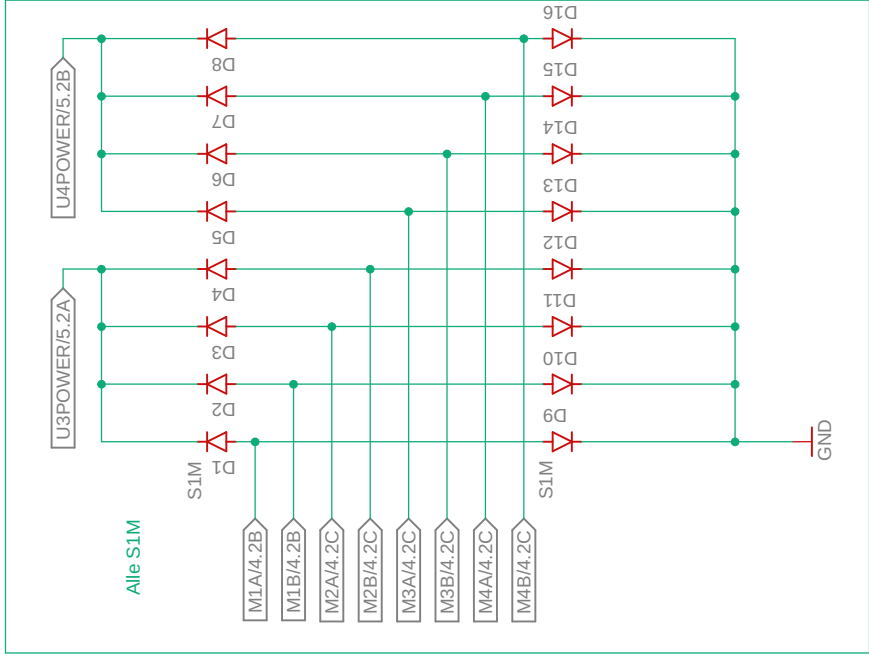 D16
D8
D15
D7
D14
D6
D13
D5
D12
D4
D11
D3
D10
D2
D9
D1
S1M
S1M
U4POWER/5.2B
U3POWER/5.2A
GND
Alle S1M
M1A/4.2B
M1B/4.2B
M2A/4.2C
M2B/4.2C
M3A/4.2C
M3B/4.2C
M4A/4.2C
M4B/4.2C